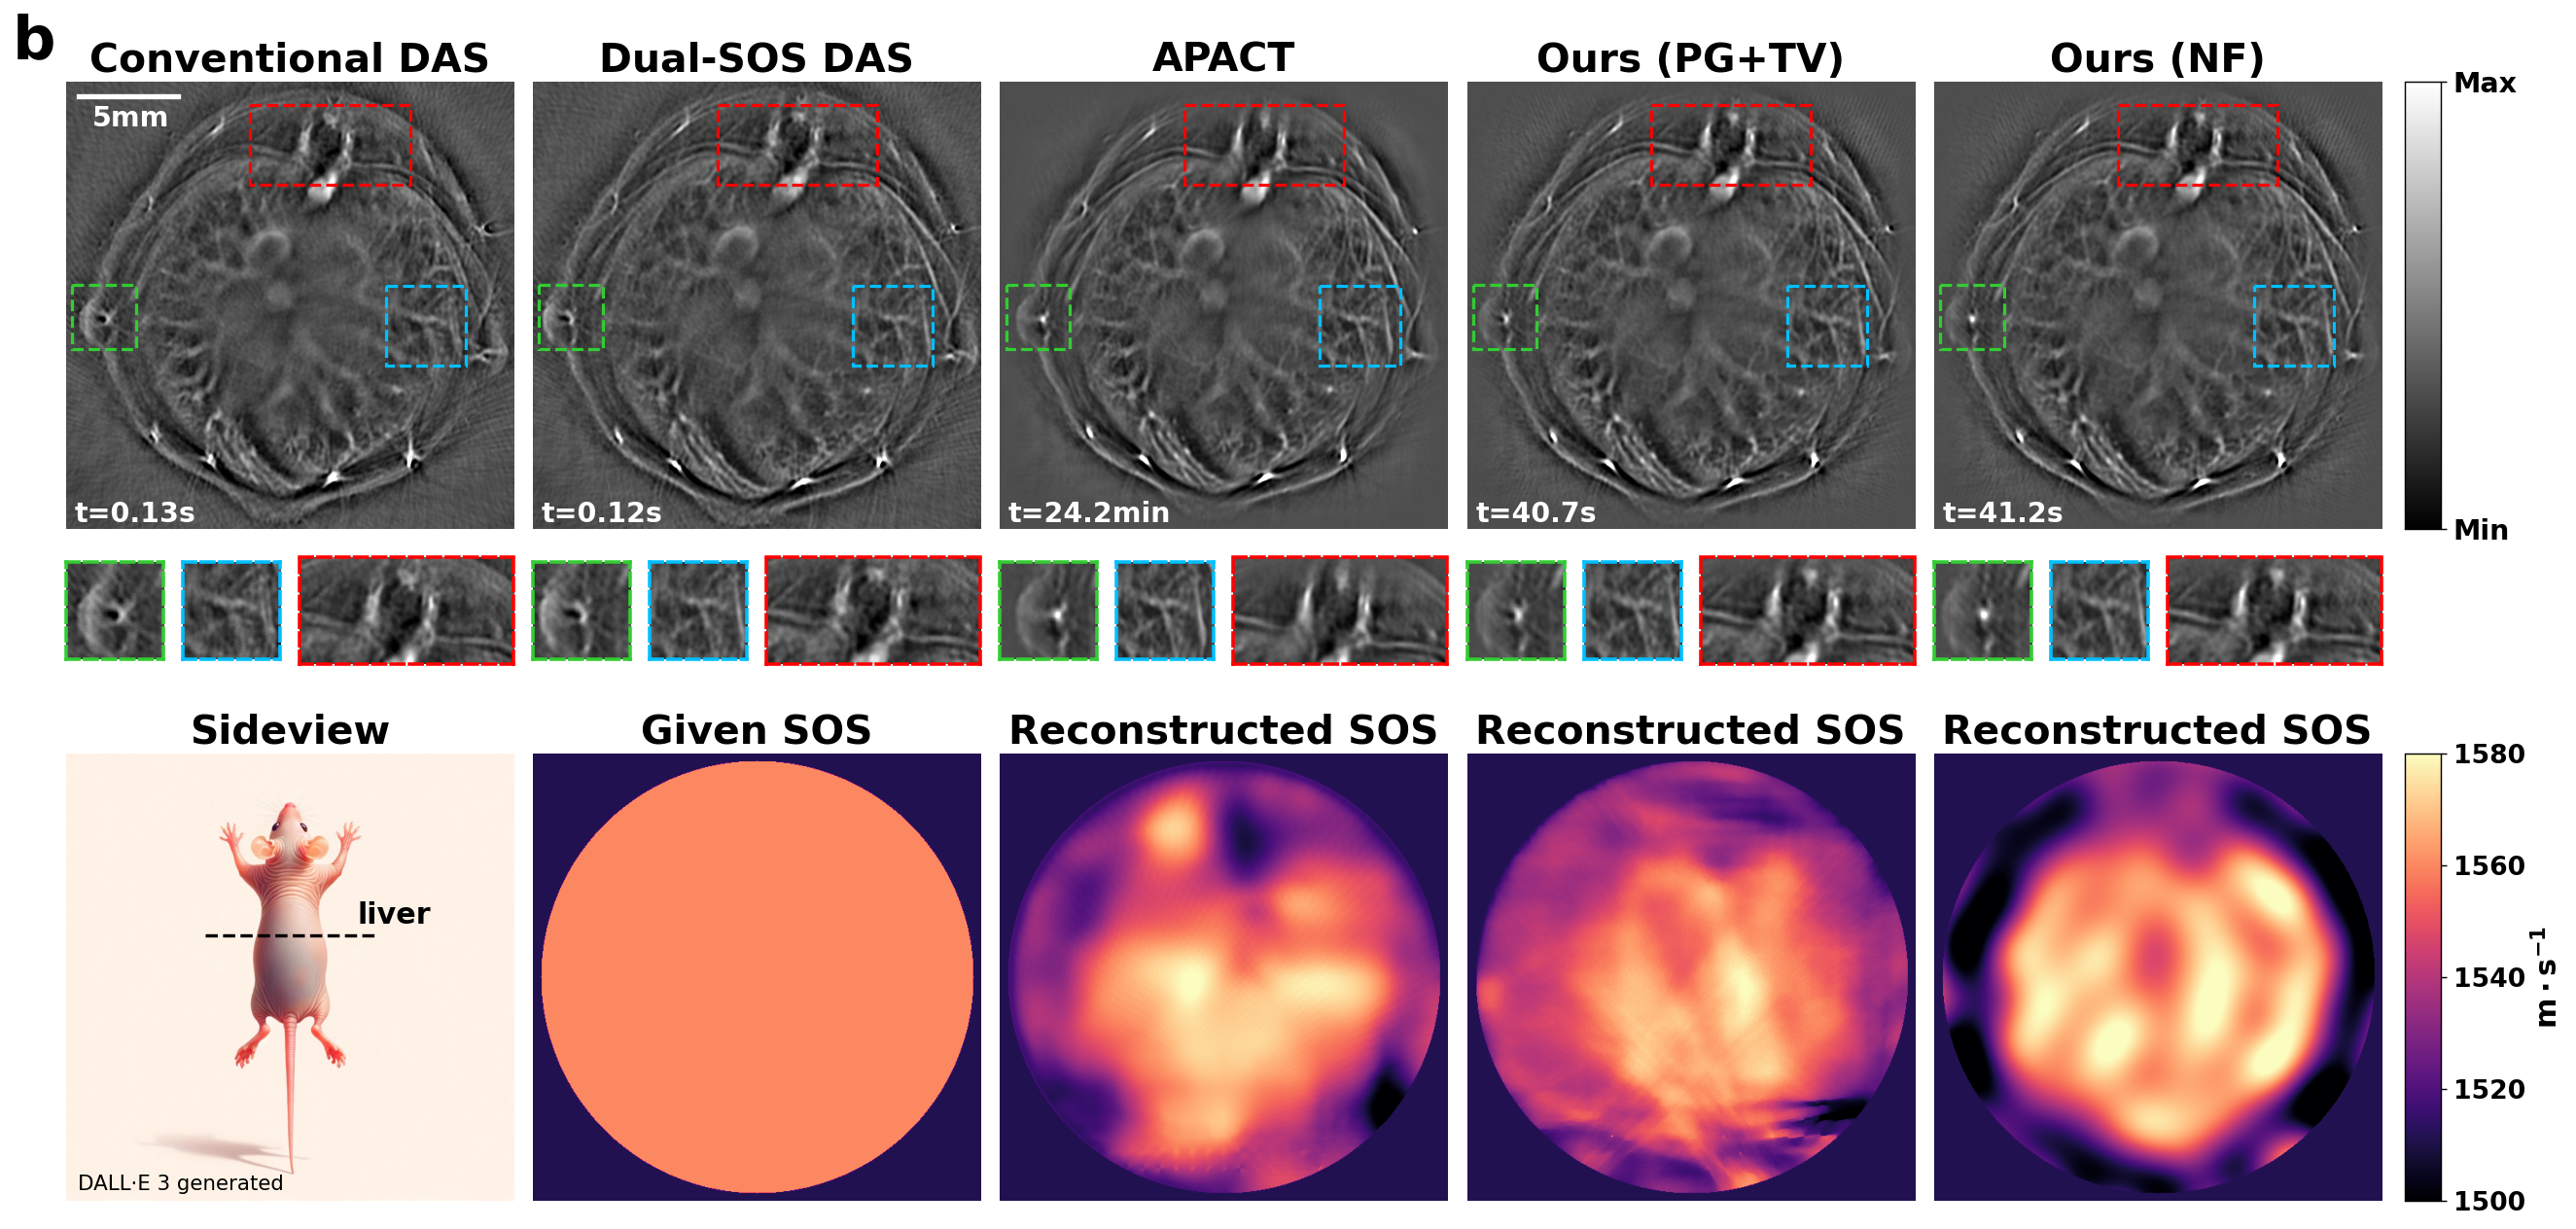 b
Conventional DAS
Dual-SOS DAS
APACT
Ours (PG+TV)
Ours (NF)
5mm
t=0.13s
t=0.12s
t=24.2min
t=40.7s
t=41.2s
Max
Min
Sideview
Given SOS
Reconstructed SOS
Reconstructed SOS
Reconstructed SOS
liver
DALL·E 3 generated
1580
1560
1540
1520
1500
m·s⁻¹